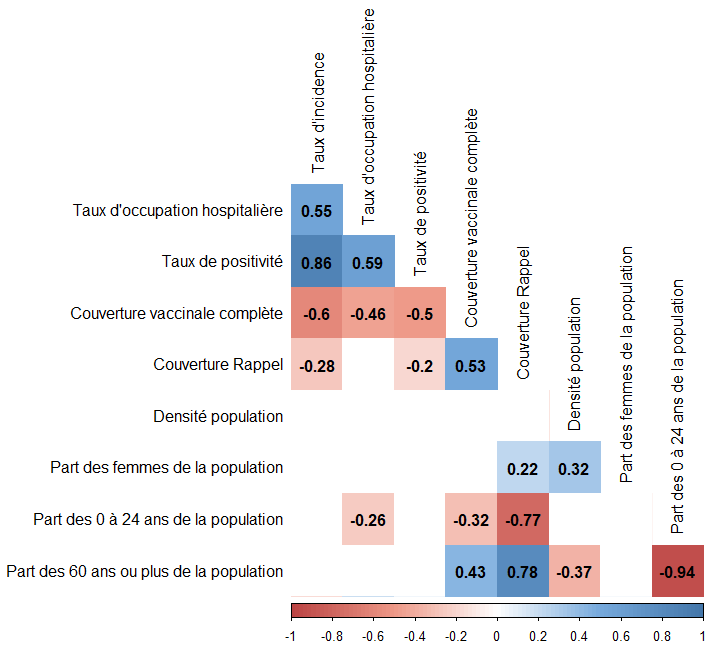 Taux d'incidence
Taux d'occupation hospitalière
Taux de positivité
Couverture vaccinale complète
Couverture Rappel
Densité population
Part des femmes de la population
Part des 0 à 24 ans de la population
Taux d'occupation hospitalière 0.55
Taux de positivité 0.86 0.59
Couverture vaccinale complète -0.6 -0.46 -0.5
Couverture Rappel -0.28 -0.2 0.53
Densité population
Part des femmes de la population 0.22 0.32
Part des 0 à 24 ans de la population -0.26 -0.32 -0.77
Part des 60 ans ou plus de la population 0.43 0.78 -0.37 -0.94
-1 -0.8 -0.6 -0.4 -0.2 0 0.2 0.4 0.6 0.8 1